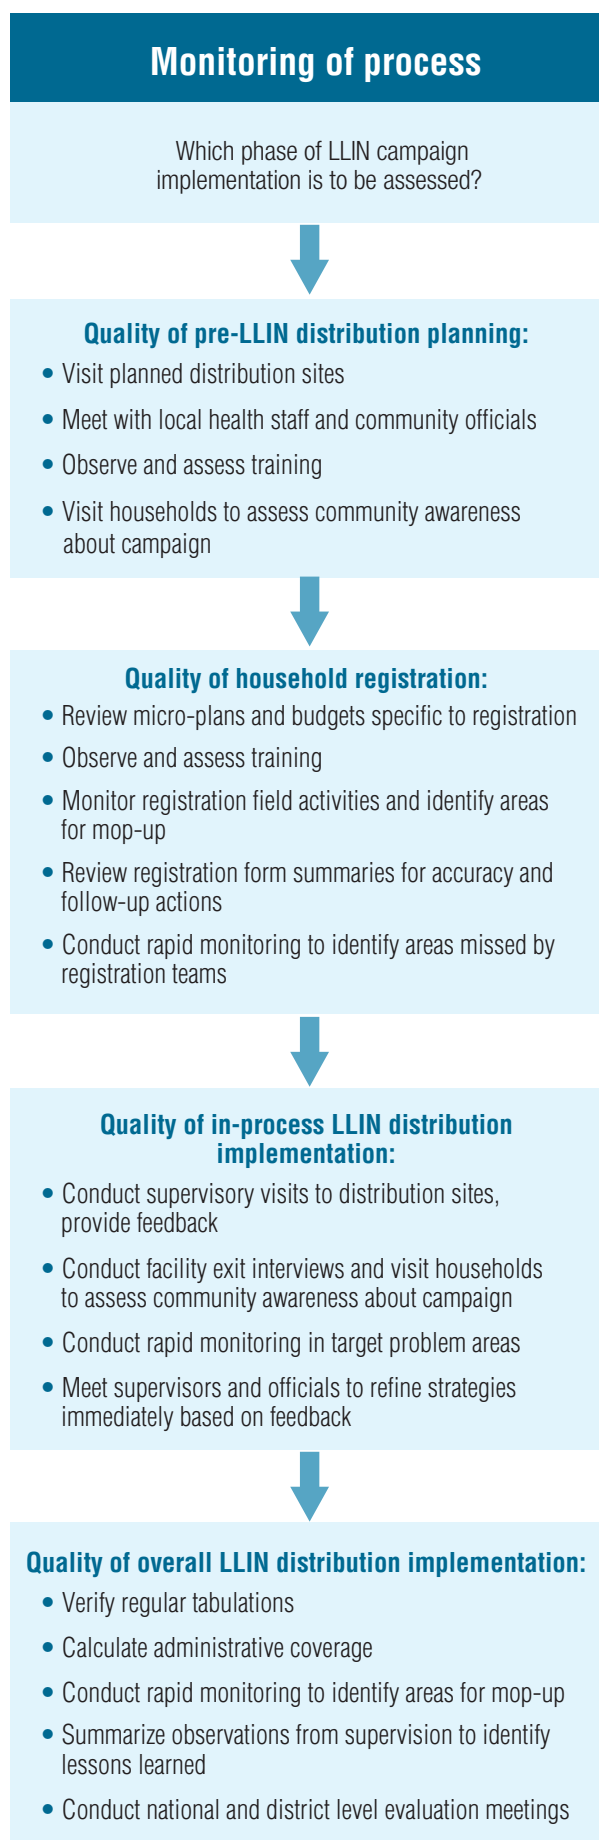 Monitoring of process
Which phase of LLIN campaign
implementation is to be assessed?
Quality of pre-LLIN distribution planning:
• Visit planned distribution sites
• Meet with local health staff and community officials
• Observe and assess training
• Visit households to assess community awareness
about campaign
Quality of household registration:
• Review micro-plans and budgets specific to registration
• Observe and assess training
• Monitor registration field activities and identify areas
for mop-up
• Review registration form summaries for accuracy and
follow-up actions
• Conduct rapid monitoring to identify areas missed by
registration teams
Quality of in-process LLIN distribution
implementation:
• Conduct supervisory visits to distribution sites,
provide feedback
• Conduct facility exit interviews and visit households
to assess community awareness about campaign
• Conduct rapid monitoring in target problem areas
• Meet supervisors and officials to refine strategies
immediately based on feedback
Quality of overall LLIN distribution implementation:
• Verify regular tabulations
• Calculate administrative coverage
• Conduct rapid monitoring to identify areas for mop-up
• Summarize observations from supervision to identify
lessons learned
• Conduct national and district level evaluation meetings